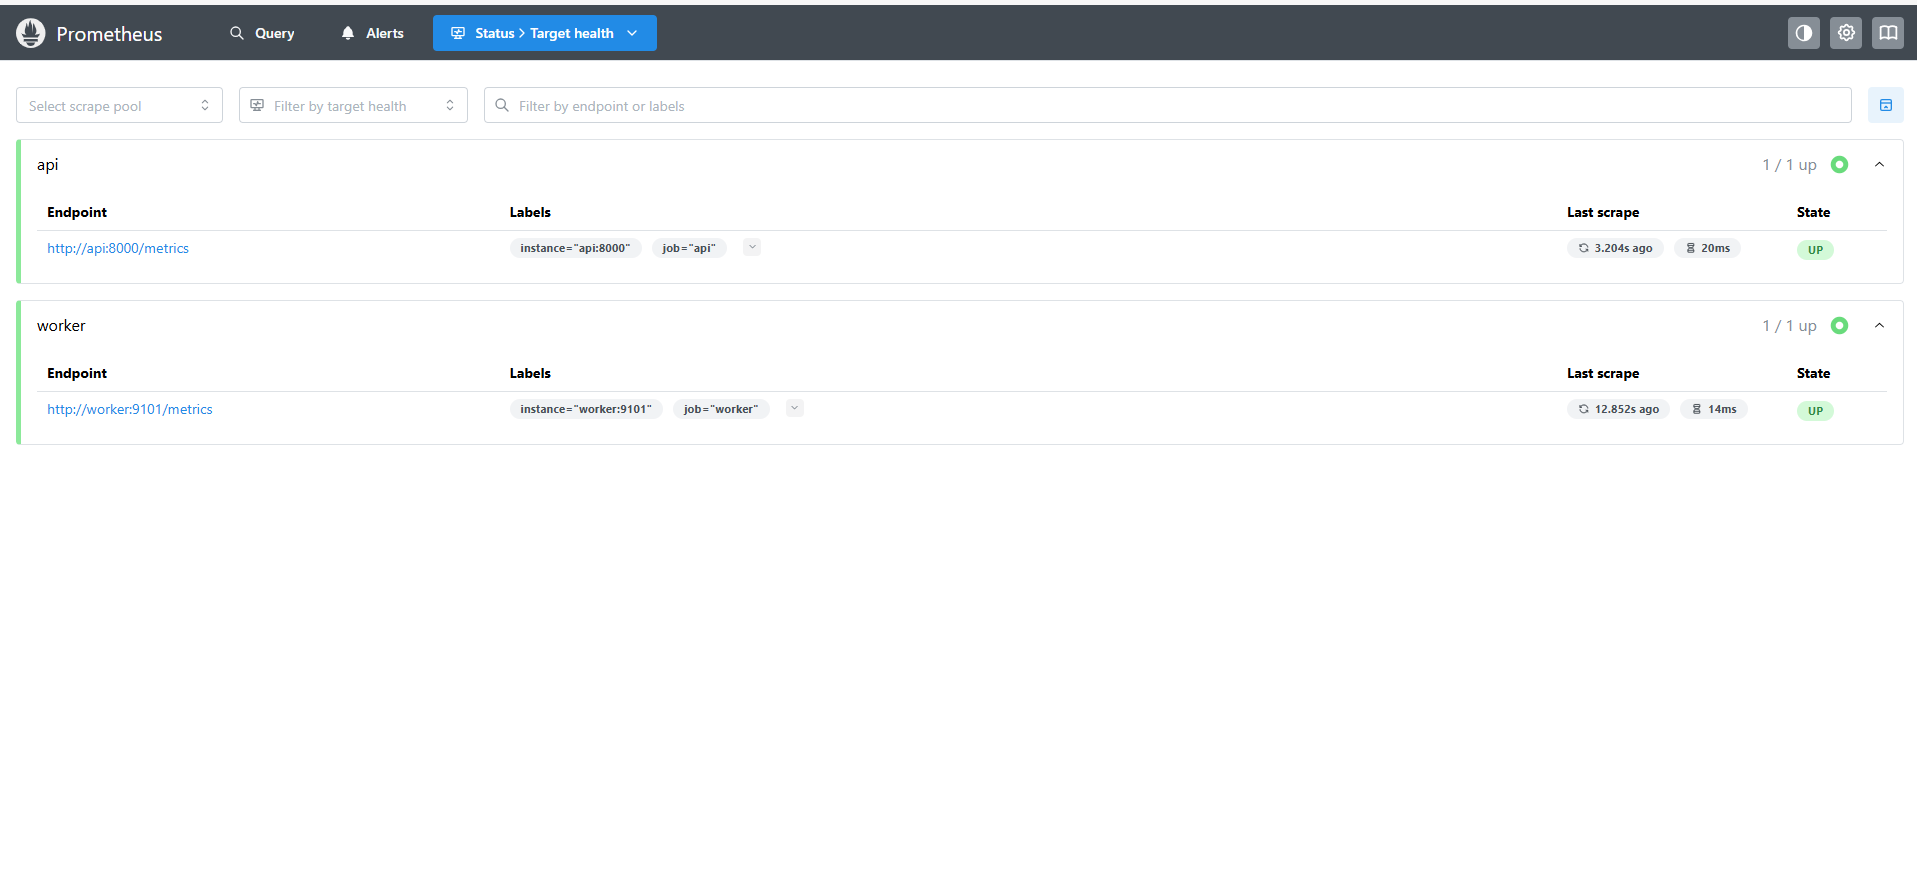 Prometheus Query Alerts Status > Target health
Select scrape pool Filter by target health Filter by endpoint or labels
api 1 / 1 up
Endpoint Labels Last scrape State
http://api:8000/metrics instance="api:8000" job="api" 3.204s ago 20ms UP
worker 1 / 1 up
Endpoint Labels Last scrape State
http://worker:9101/metrics instance="worker:9101" job="worker" 12.852s ago 14ms UP